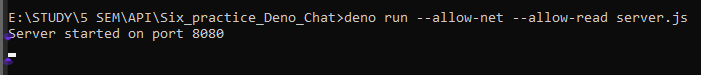 E:\STUDY\5 SEM\API\Six_practice_Deno_Chat>deno run --allow-net --allow-read server.js
Server started on port 8080